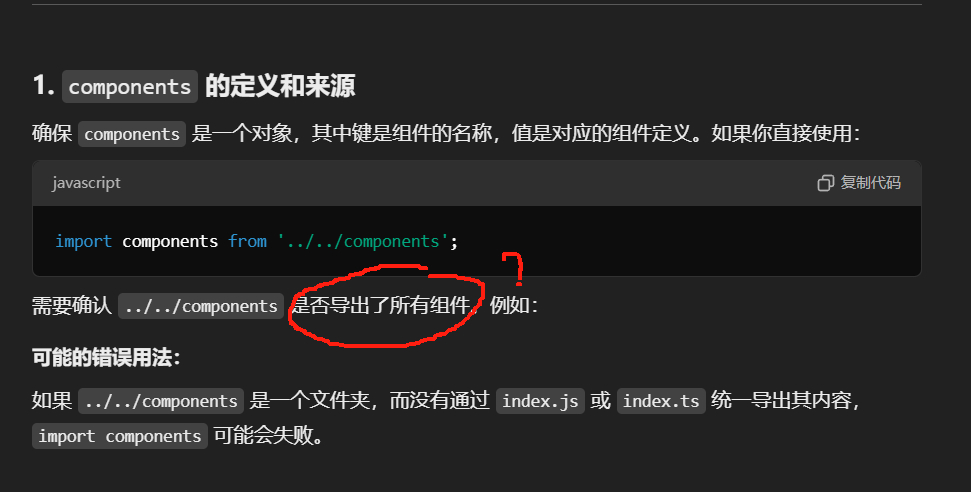 1. components 的定义和来源
确保 components 是一个对象，其中键是组件的名称，值是对应的组件定义。如果你直接使用：
javascript 复制代码
import components from '../../components';
?
需要确认 ../../components 是否导出了所有组件，例如：
可能的错误用法：
如果 ../../components 是一个文件夹，而没有通过 index.js 或 index.ts 统一导出其内容，
import components 可能会失败。